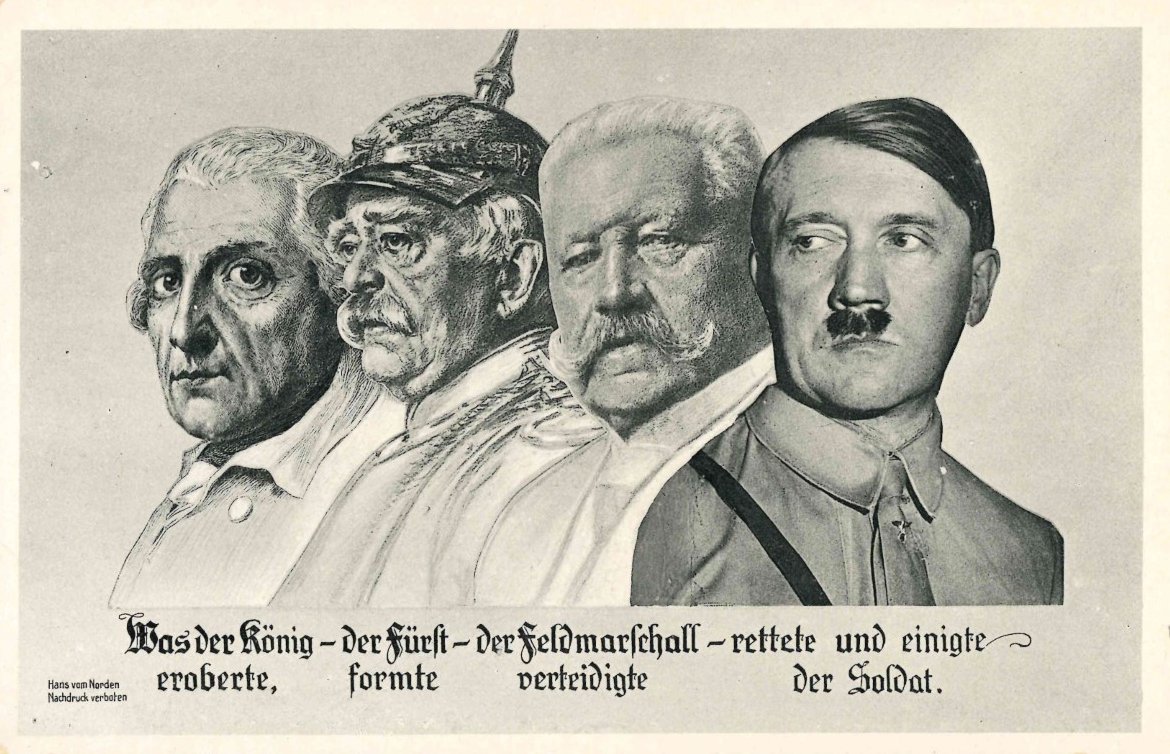 Was der König – der Fürst – der Feldmarschall – rettete und einigte
eroberte, formte verteidigte der Soldat.
Hans vom Norden
Nachdruck verboten